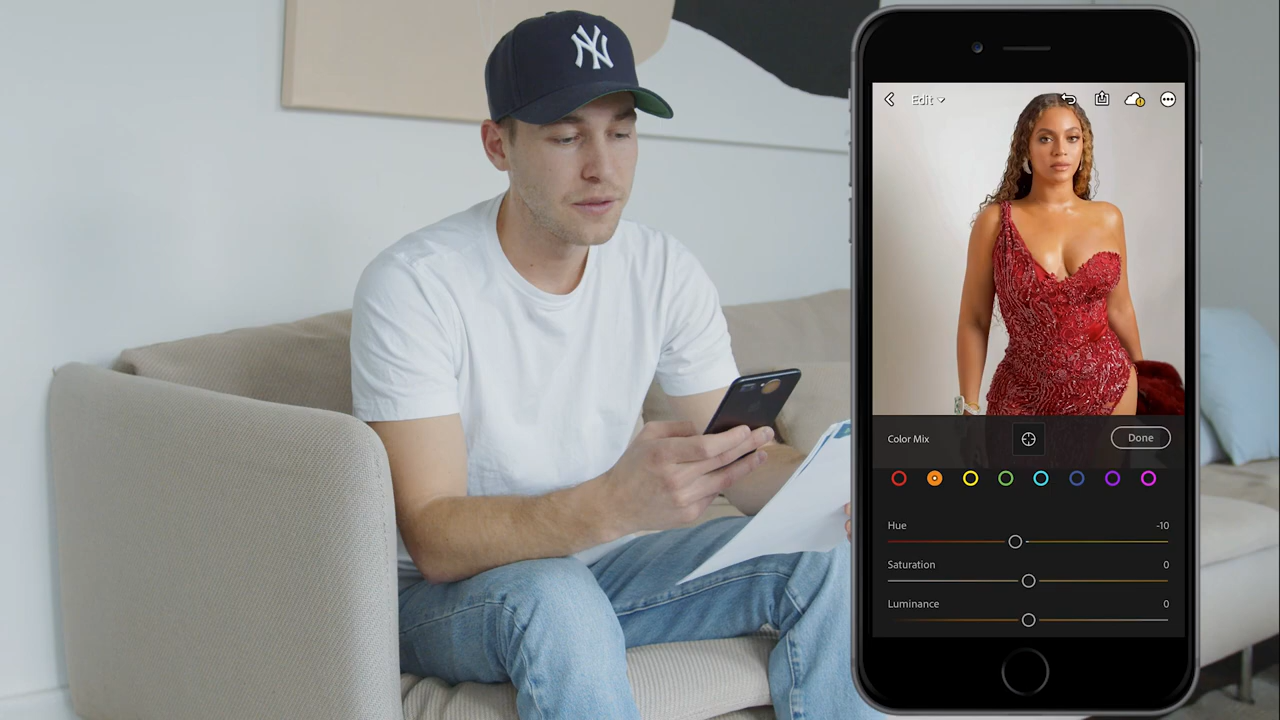 NY
Edit
Color Mix
Done
Hue -10
Saturation 0
Luminance 0